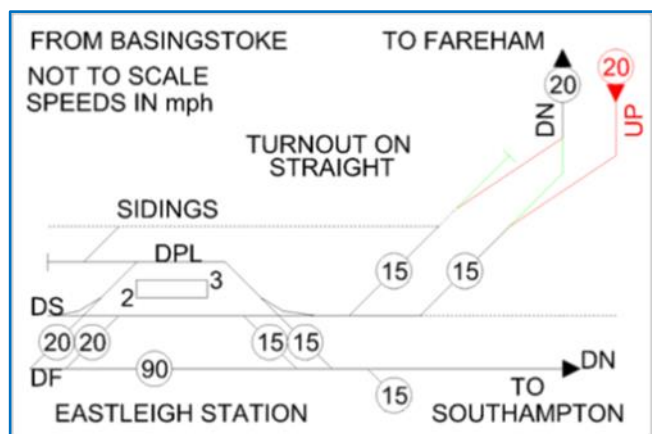 FROM BASINGSTOKE
TO FAREHAM
NOT TO SCALE
SPEEDS IN mph
20
20
DN
UP
TURNOUT ON
STRAIGHT
SIDINGS
DPL
15
15
2
3
DS
20
20
15
15
DF
90
DN
15
EASTLEIGH STATION
TO
SOUTHAMPTON